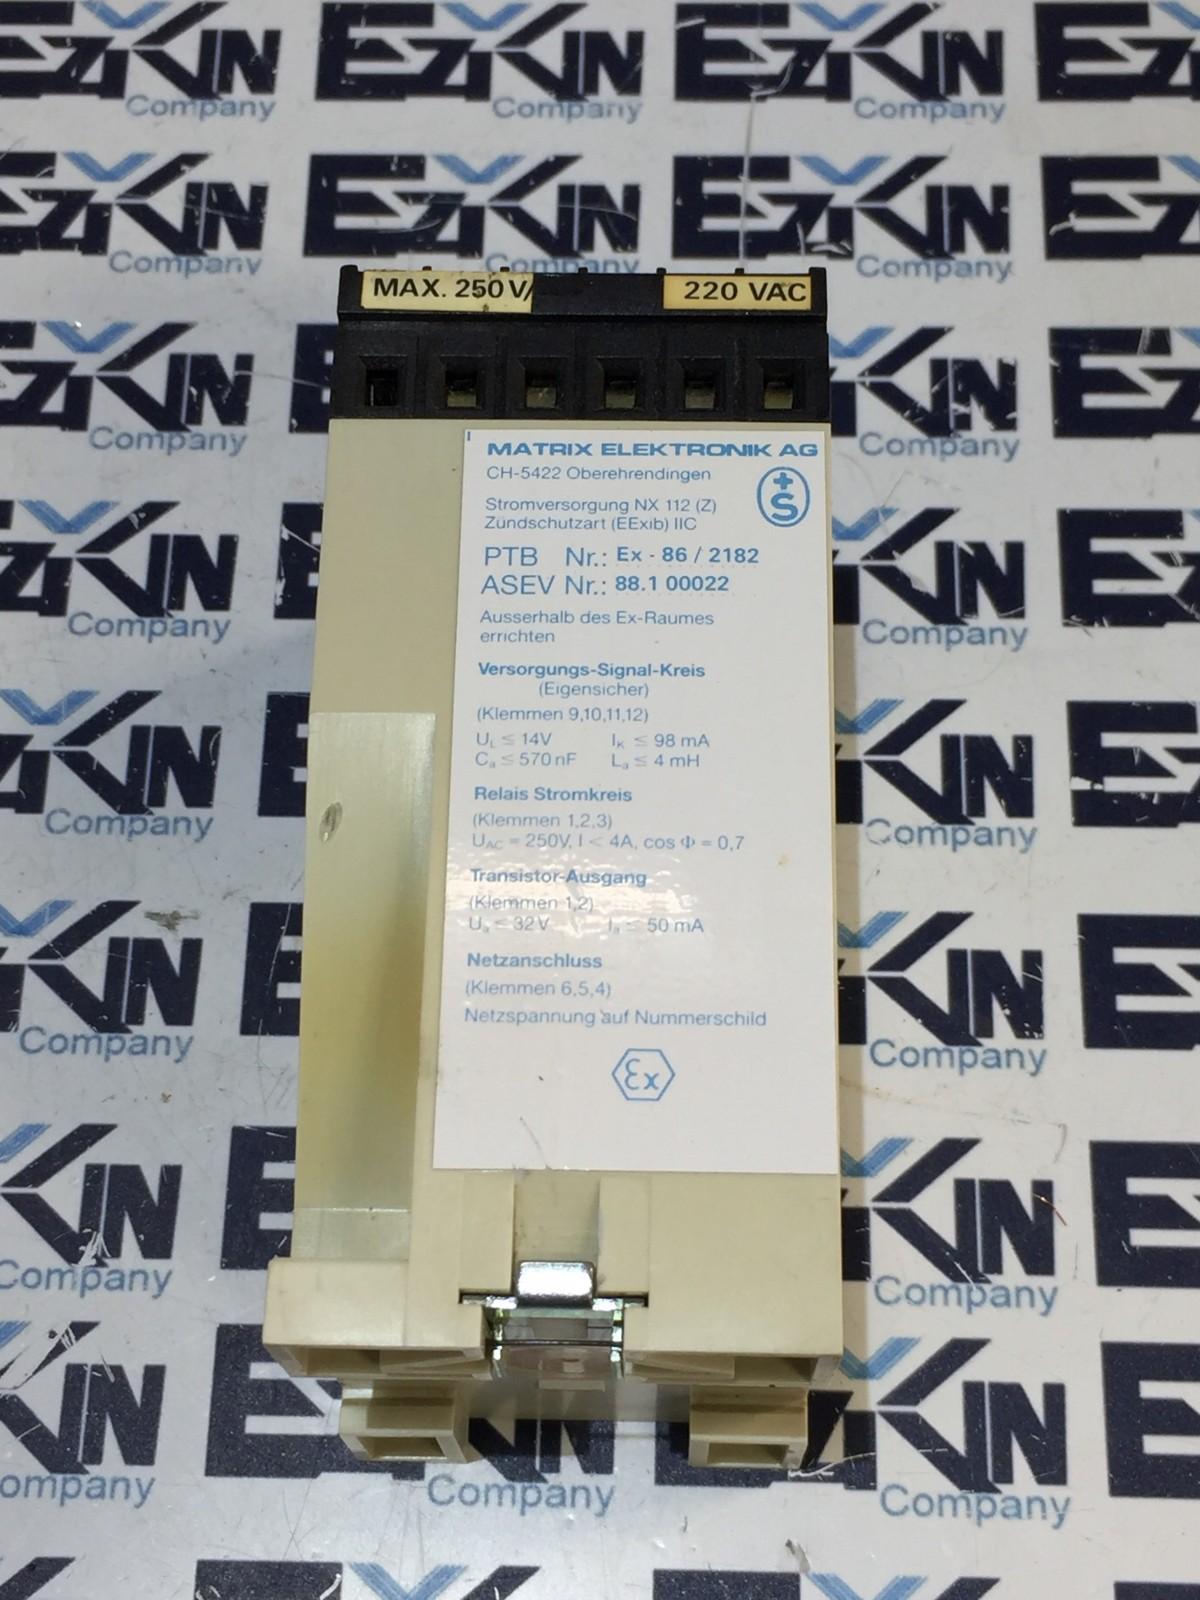 MAX. 250 V
220 VAC
MATRIX ELEKTRONIK AG
CH-5422 Oberehrendingen
+
S
Stromversorgung NX 112 (Z)
Zündschutzart (EExib) IIC
PTB Nr.: Ex - 86 / 2182
ASEV Nr.: 88.1 00022
Ausserhalb des Ex-Raumes
errichten
Versorgungs-Signal-Kreis
(Eigensicher)
(Klemmen 9,10,11,12)
UL ≤ 14V IK ≤ 98 mA
Ca ≤ 570 nF La ≤ 4 mH
Relais Stromkreis
(Klemmen 1,2,3)
UAC = 250V, I < 4A, cos Φ = 0,7
Transistor-Ausgang
(Klemmen 1,2)
Ua ≤ 32 V Ia ≤ 50 mA
Netzanschluss
(Klemmen 6,5,4)
Netzspannung auf Nummerschild
Ex
EZKIN
Company